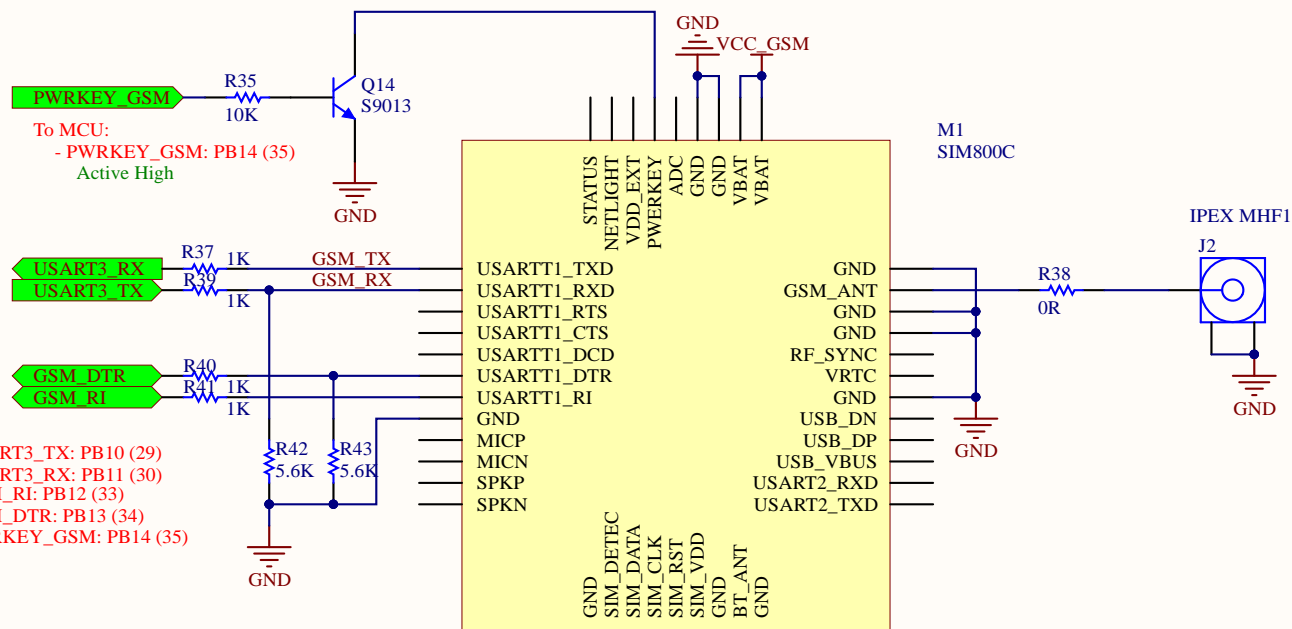 GND
VCC_GSM
PWRKEY_GSM
R35
10K
Q14
S9013
To MCU:
- PWRKEY_GSM: PB14 (35)
Active High
GND
M1
SIM800C
STATUS
NETLIGHT
VDD_EXT
PWERKEY
ADC
GND
GND
VBAT
VBAT
IPEX MHF1
J2
USART3_RX
R37
1K
GSM_TX
USARTT1_TXD
USART3_TX
R39
1K
GSM_RX
USARTT1_RXD
USARTT1_RTS
USARTT1_CTS
USARTT1_DCD
GSM_DTR
R40
1K
USARTT1_DTR
GSM_RI
R41
1K
USARTT1_RI
GND
MICP
MICN
SPKP
SPKN
GND
GSM_ANT
GND
GND
RF_SYNC
VRTC
GND
USB_DN
USB_DP
USB_VBUS
USART2_RXD
USART2_TXD
R38
0R
GND
GND
R42
5.6K
R43
5.6K
RT3_TX: PB10 (29)
RT3_RX: PB11 (30)
_RI: PB12 (33)
_DTR: PB13 (34)
KEY_GSM: PB14 (35)
GND
GND
SIM_DETEC
SIM_DATA
SIM_CLK
SIM_RST
SIM_VDD
GND
BT_ANT
GND